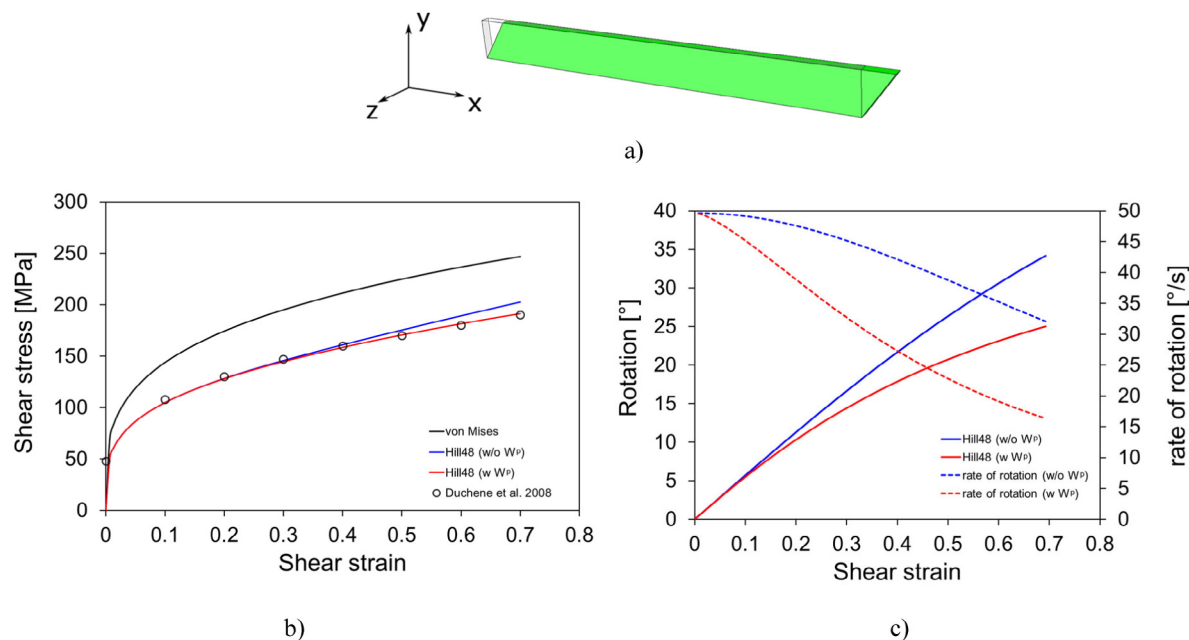 y
z
x
a)
300
250
200
150
100
50
0
Shear stress [MPa]
von Mises
Hill48 (w/o Wᵖ)
Hill48 (w Wᵖ)
Duchene et al. 2008
0 0.1 0.2 0.3 0.4 0.5 0.6 0.7 0.8
Shear strain
b)
40
35
30
25
20
15
10
5
0
Rotation [°]
50
45
40
35
30
25
20
15
10
5
0
rate of rotation [°/s]
Hill48 (w/o Wᵖ)
Hill48 (w Wᵖ)
rate of rotation (w/o Wᵖ)
rate of rotation (w Wᵖ)
0 0.1 0.2 0.3 0.4 0.5 0.6 0.7 0.8
Shear strain
c)